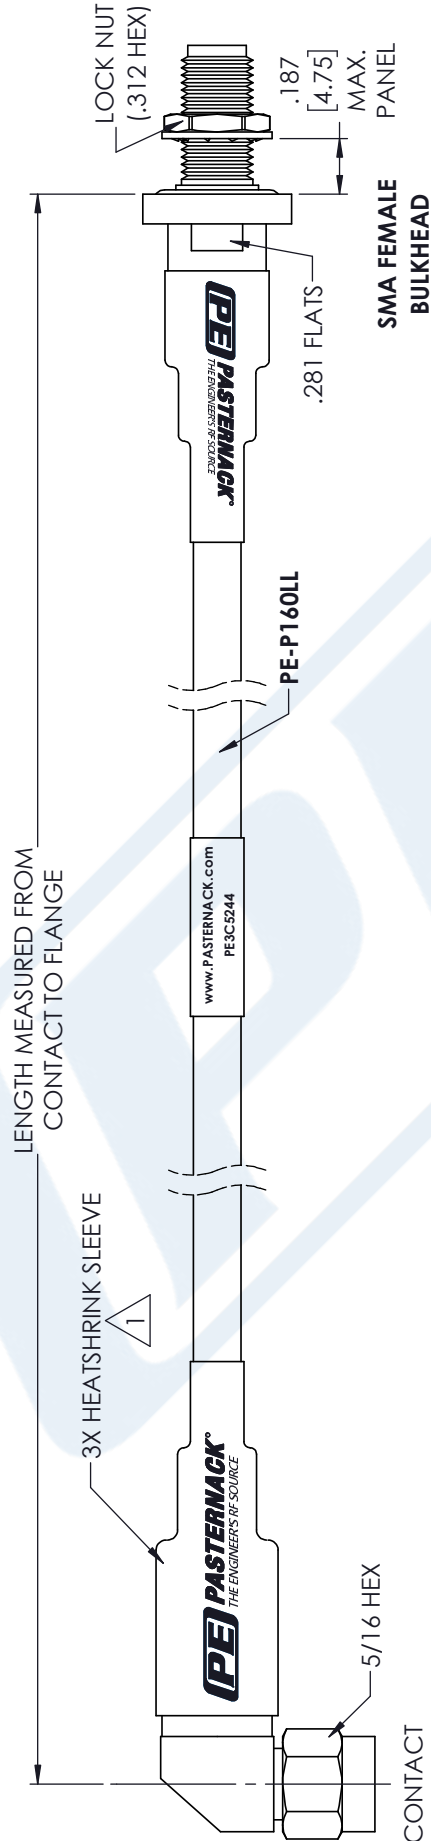 LENGTH MEASURED FROM
CONTACT TO FLANGE
3X HEATSHRINK SLEEVE
1
PE PASTERNACK
THE ENGINEER'S RF SOURCE
5/16 HEX
CONTACT
www.PASTERNACK.com
PE3C5244
PE-P160LL
PE PASTERNACK
THE ENGINEER'S RF SOURCE
.281 FLATS
LOCK NUT
(.312 HEX)
.187
[4.75]
MAX.
PANEL
SMA FEMALE
BULKHEAD